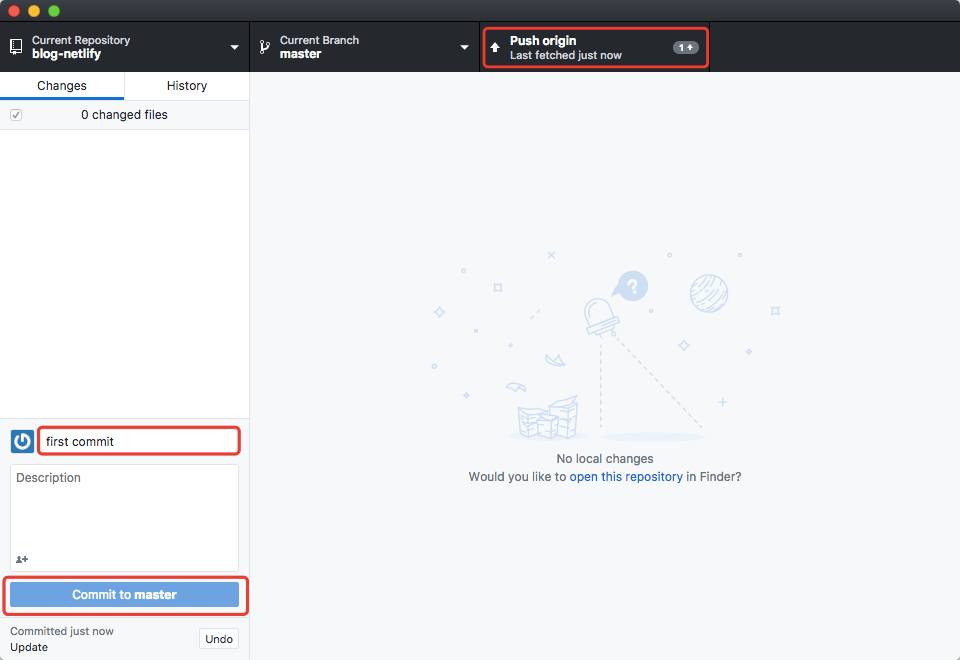 Current Repository
blog-netlify
Current Branch
master
Push origin
Last fetched just now
1
Changes
History
0 changed files
?
No local changes
Would you like to open this repository in Finder?
first commit
Description
Commit to master
Committed just now
Update
Undo